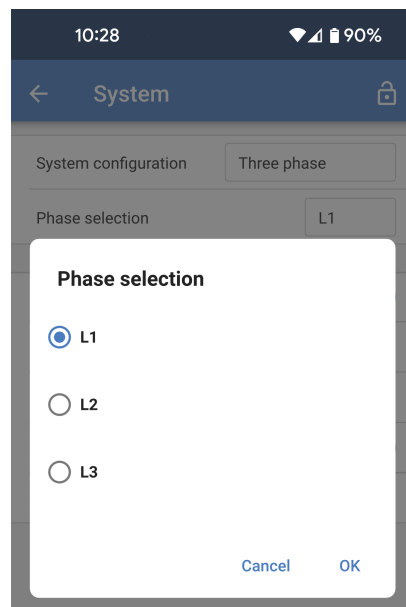 10:28 90%
System
System configuration Three phase
Phase selection L1
Phase selection
L1
L2
L3
Cancel OK